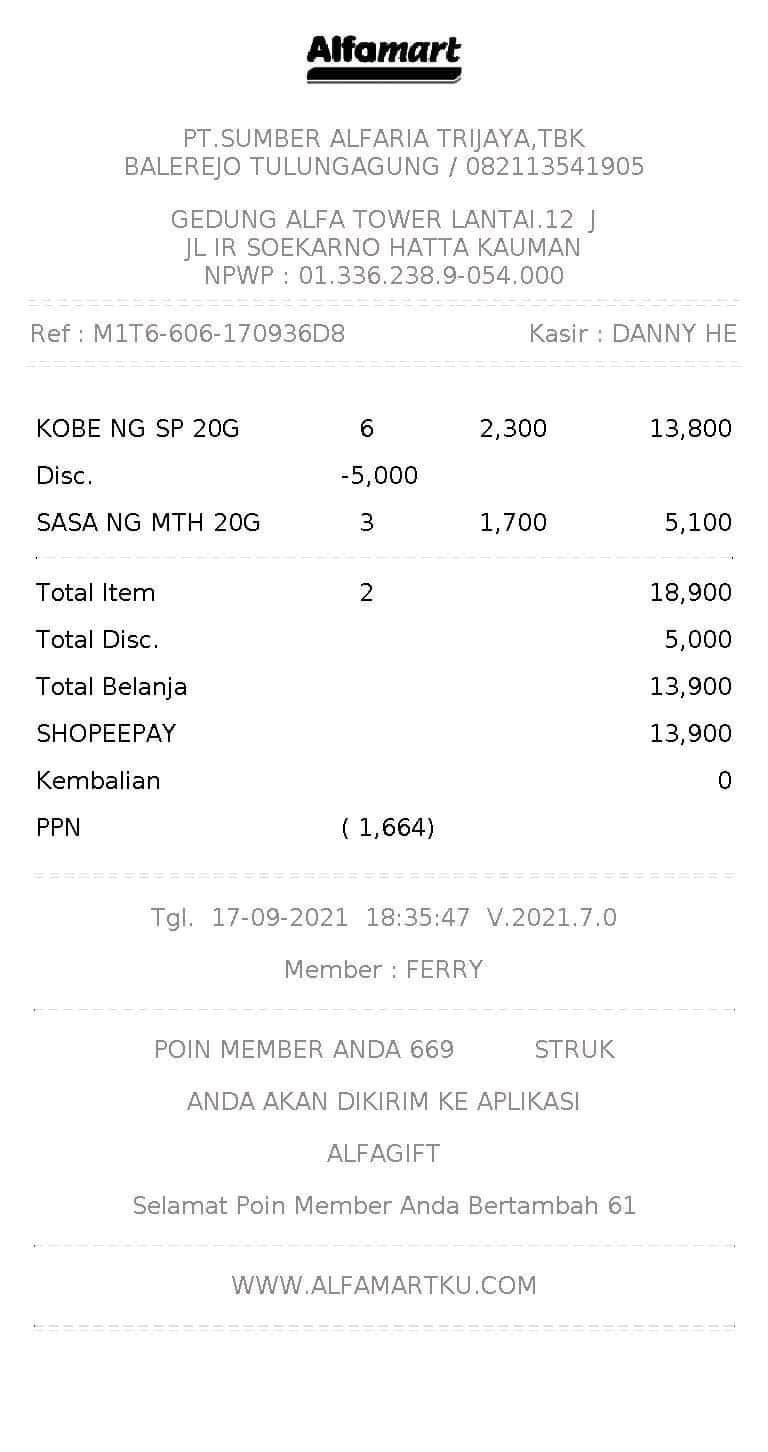 Alfamart
PT.SUMBER ALFARIA TRIJAYA,TBK
BALEREJO TULUNGAGUNG / 082113541905
GEDUNG ALFA TOWER LANTAI.12 J
JL IR SOEKARNO HATTA KAUMAN
NPWP : 01.336.238.9-054.000
Ref : M1T6-606-170936D8 Kasir : DANNY HE
KOBE NG SP 20G 6 2,300 13,800
Disc. -5,000
SASA NG MTH 20G 3 1,700 5,100
Total Item 2 18,900
Total Disc. 5,000
Total Belanja 13,900
SHOPEEPAY 13,900
Kembalian 0
PPN ( 1,664)
Tgl. 17-09-2021 18:35:47 V.2021.7.0
Member : FERRY
POIN MEMBER ANDA 669 STRUK
ANDA AKAN DIKIRIM KE APLIKASI
ALFAGIFT
Selamat Poin Member Anda Bertambah 61
WWW.ALFAMARTKU.COM